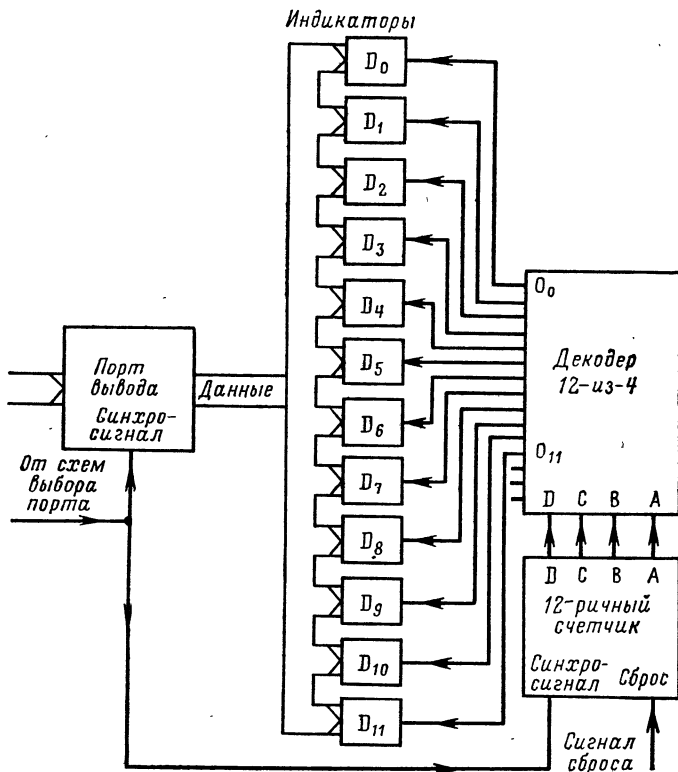 Индикаторы
D0
D1
D2
D3
D4
D5
D6
D7
D8
D9
D10
D11
Порт
вывода
Синхро-
сигнал
Данные
От схем
выбора
порта
O0
Декодер
12-из-4
O11
D C B A
D C B A
12-ричный
счетчик
Синхро-
сигнал
Сброс
Сигнал
сброса